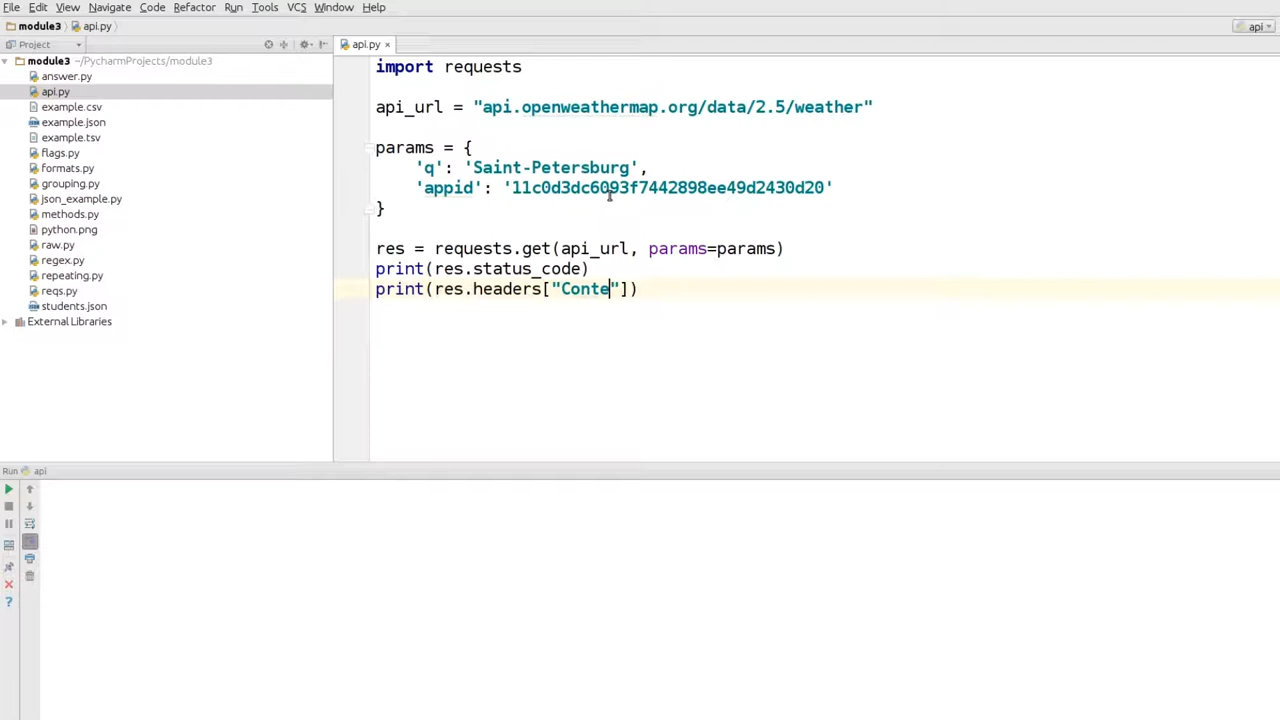 File Edit View Navigate Code Refactor Run Tools VCS Window Help
module3 api.py api
Project api.py ×
module3 ~/PycharmProjects/module3
answer.py
api.py
example.csv
example.json
example.tsv
flags.py
formats.py
grouping.py
json_example.py
methods.py
python.png
raw.py
regex.py
repeating.py
reqs.py
students.json
External Libraries
import requests
api_url = "api.openweathermap.org/data/2.5/weather"
params = {
'q': 'Saint-Petersburg',
'appid': '11c0d3dc6093f7442898ee49d2430d20'
}
res = requests.get(api_url, params=params)
print(res.status_code)
print(res.headers["Conte"])
Run api